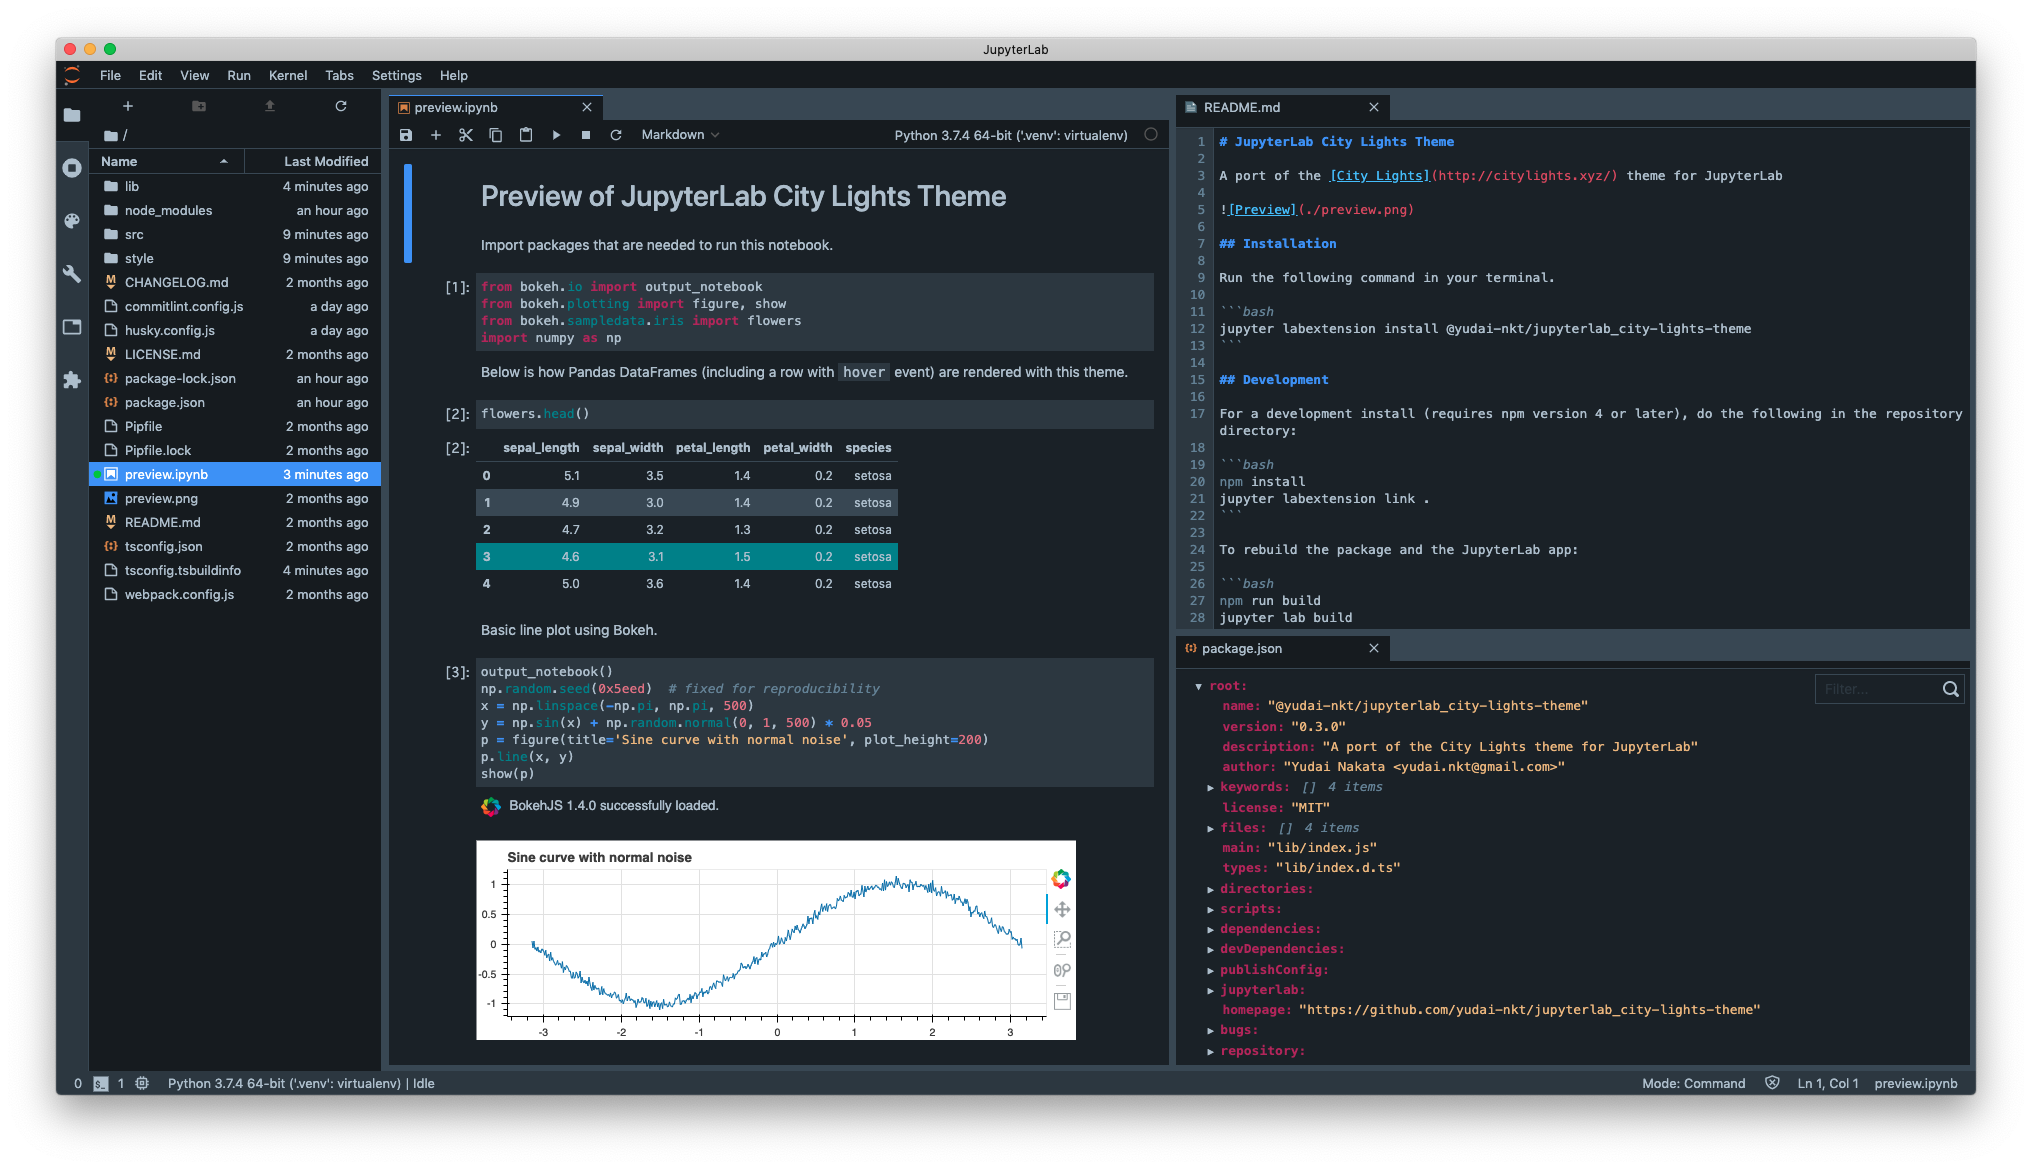 JupyterLab
File Edit View Run Kernel Tabs Settings Help
/
Name Last Modified
lib 4 minutes ago
node_modules an hour ago
src 9 minutes ago
style 9 minutes ago
CHANGELOG.md 2 months ago
commitlint.config.js a day ago
husky.config.js a day ago
LICENSE.md 2 months ago
package-lock.json an hour ago
package.json an hour ago
Pipfile 2 months ago
Pipfile.lock 2 months ago
preview.ipynb 3 minutes ago
preview.png 2 months ago
README.md 2 months ago
tsconfig.json 2 months ago
tsconfig.tsbuildinfo 4 minutes ago
webpack.config.js 2 months ago
preview.ipynb
Markdown Python 3.7.4 64-bit ('.venv': virtualenv)
Preview of JupyterLab City Lights Theme
Import packages that are needed to run this notebook.
[1]: from bokeh.io import output_notebook
from bokeh.plotting import figure, show
from bokeh.sampledata.iris import flowers
import numpy as np
Below is how Pandas DataFrames (including a row with hover event) are rendered with this theme.
[2]: flowers.head()
[2]: sepal_length sepal_width petal_length petal_width species
0 5.1 3.5 1.4 0.2 setosa
1 4.9 3.0 1.4 0.2 setosa
2 4.7 3.2 1.3 0.2 setosa
3 4.6 3.1 1.5 0.2 setosa
4 5.0 3.6 1.4 0.2 setosa
Basic line plot using Bokeh.
[3]: output_notebook()
np.random.seed(0x5eed)  # fixed for reproducibility
x = np.linspace(-np.pi, np.pi, 500)
y = np.sin(x) + np.random.normal(0, 1, 500) * 0.05
p = figure(title='Sine curve with normal noise', plot_height=200)
p.line(x, y)
show(p)
BokehJS 1.4.0 successfully loaded.
Sine curve with normal noise
1
0.5
0
-0.5
-1
-3 -2 -1 0 1 2 3
README.md
1 # JupyterLab City Lights Theme
2
3 A port of the [City Lights](http://citylights.xyz/) theme for JupyterLab
4
5 ![Preview](./preview.png)
6
7 ## Installation
8
9 Run the following command in your terminal.
10
11 ```bash
12 jupyter labextension install @yudai-nkt/jupyterlab_city-lights-theme
13 ```
14
15 ## Development
16
17 For a development install (requires npm version 4 or later), do the following in the repository
directory:
18
19 ```bash
20 npm install
21 jupyter labextension link .
22 ```
23
24 To rebuild the package and the JupyterLab app:
25
26 ```bash
27 npm run build
28 jupyter lab build
package.json
Filter...
root:
name: "@yudai-nkt/jupyterlab_city-lights-theme"
version: "0.3.0"
description: "A port of the City Lights theme for JupyterLab"
author: "Yudai Nakata <yudai.nkt@gmail.com>"
keywords: [] 4 items
license: "MIT"
files: [] 4 items
main: "lib/index.js"
types: "lib/index.d.ts"
directories:
scripts:
dependencies:
devDependencies:
publishConfig:
jupyterlab:
homepage: "https://github.com/yudai-nkt/jupyterlab_city-lights-theme"
bugs:
repository:
0 $_ 1 Python 3.7.4 64-bit ('.venv': virtualenv) | Idle Mode: Command Ln 1, Col 1 preview.ipynb